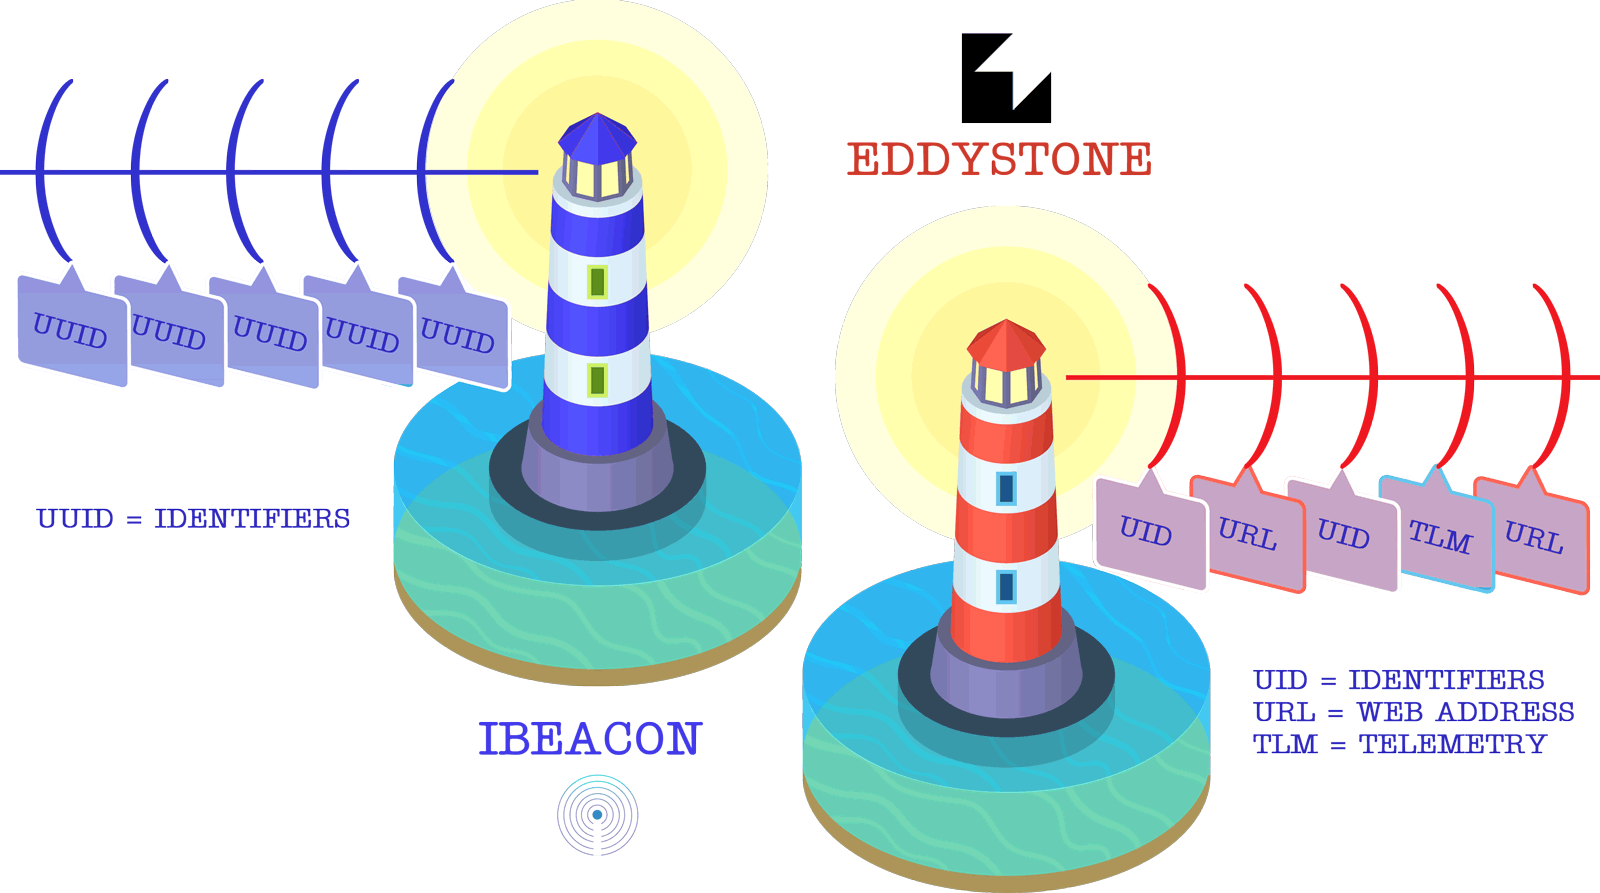 EDDYSTONE
UUID
UUID
UUID
UUID
UUID
UUID = IDENTIFIERS
UID
URL
UID
TLM
URL
UID = IDENTIFIERS
URL = WEB ADDRESS
TLM = TELEMETRY
IBEACON